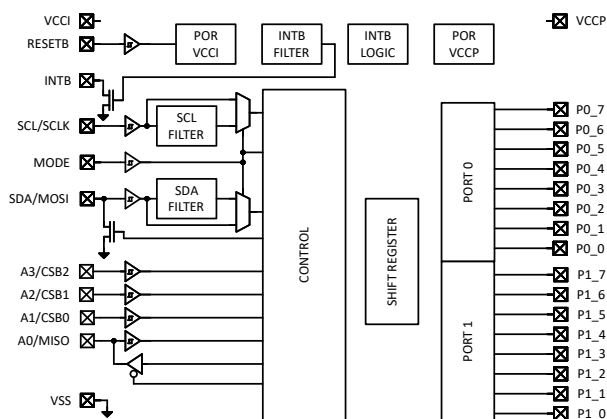 VCCI
VCCP
RESETB
POR
VCCI
INTB
FILTER
INTB
LOGIC
POR
VCCP
INTB
SCL/SCLK
SCL
FILTER
MODE
SDA/MOSI
SDA
FILTER
A3/CSB2
A2/CSB1
A1/CSB0
A0/MISO
VSS
CONTROL
SHIFT REGISTER
PORT 0
PORT 1
P0_7
P0_6
P0_5
P0_4
P0_3
P0_2
P0_1
P0_0
P1_7
P1_6
P1_5
P1_4
P1_3
P1_2
P1_1
P1_0